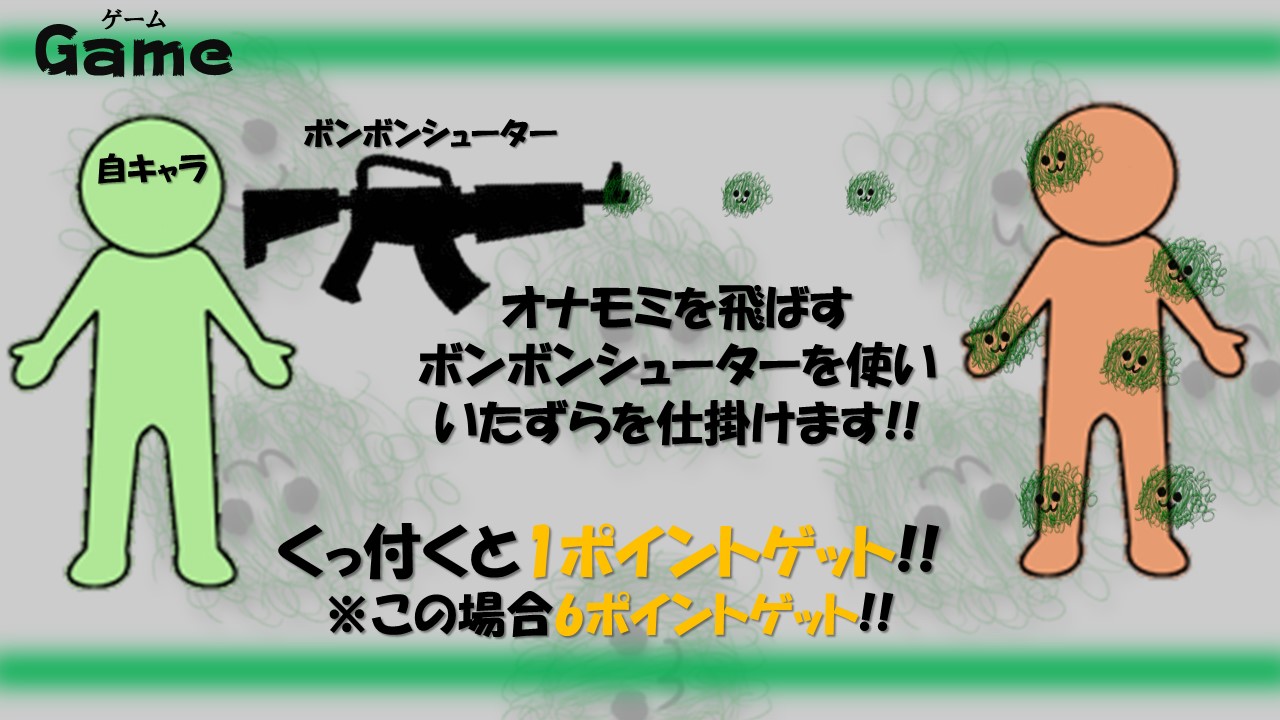 ゲーム
Game
ボンボンシューター
自キャラ
オナモミを飛ばす
ボンボンシューターを使い
いたずらを仕掛けます!!
くっ付くと1ポイントゲット!!
※この場合6ポイントゲット!!